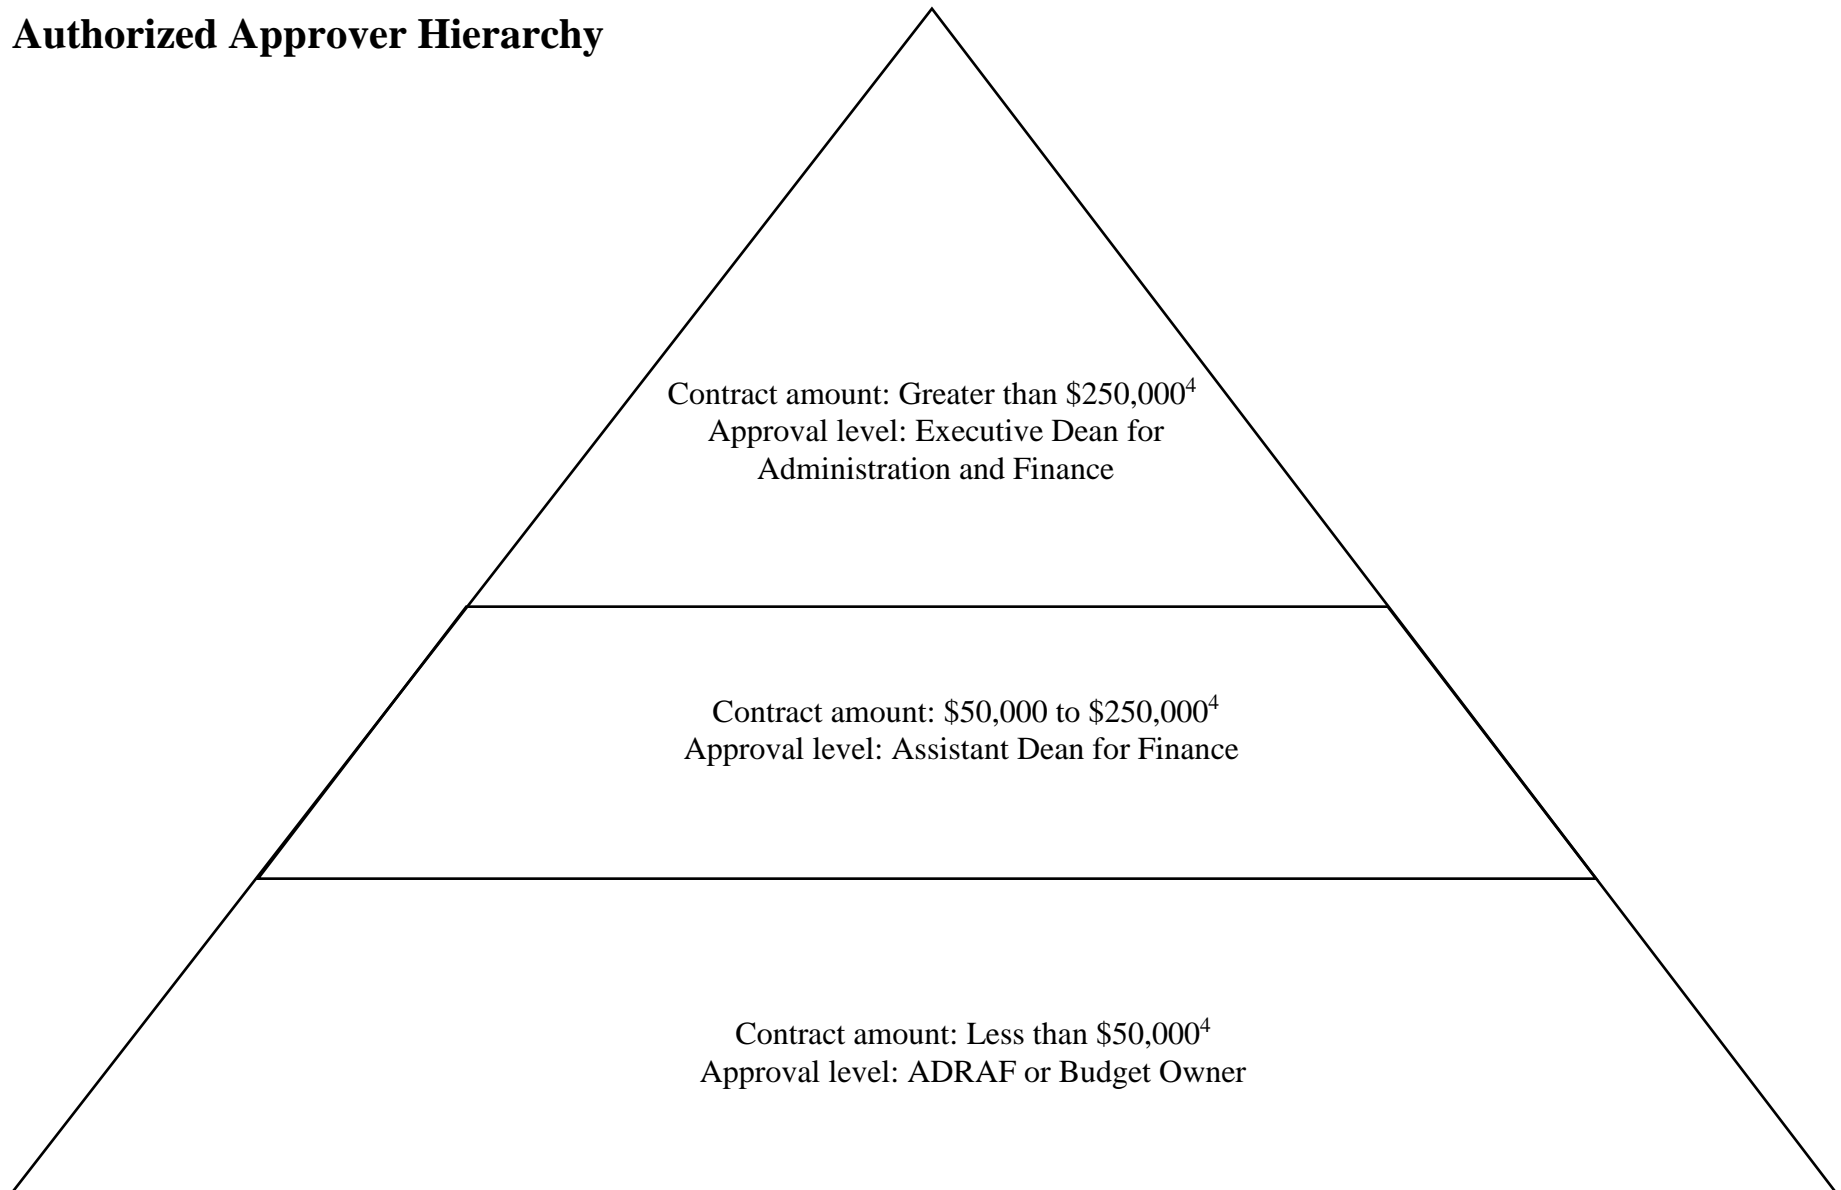 Authorized Approver Hierarchy
Contract amount: Greater than $250,000⁴
Approval level: Executive Dean for
Administration and Finance
Contract amount: $50,000 to $250,000⁴
Approval level: Assistant Dean for Finance
Contract amount: Less than $50,000⁴
Approval level: ADRAF or Budget Owner